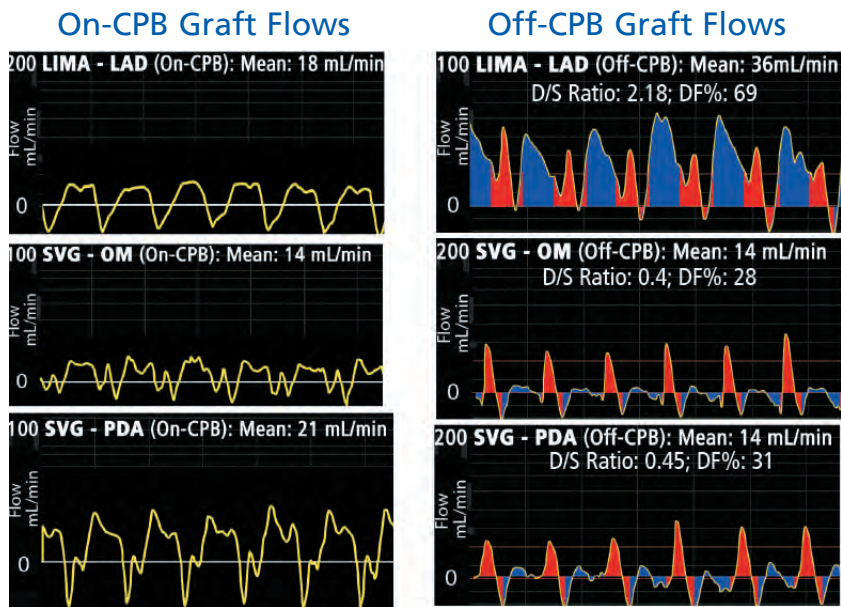 On-CPB Graft Flows
200 LIMA - LAD (On-CPB): Mean: 18 mL/min
Flow
mL/min
0
100 SVG - OM (On-CPB): Mean: 14 mL/min
Flow
mL/min
0
100 SVG - PDA (On-CPB): Mean: 21 mL/min
Flow
mL/min
0
Off-CPB Graft Flows
100 LIMA - LAD (Off-CPB): Mean: 36mL/min
D/S Ratio: 2.18; DF%: 69
Flow
mL/min
0
200 SVG - OM (Off-CPB): Mean: 14 mL/min
D/S Ratio: 0.4; DF%: 28
Flow
mL/min
0
200 SVG - PDA (Off-CPB): Mean: 14 mL/min
D/S Ratio: 0.45; DF%: 31
Flow
mL/min
0